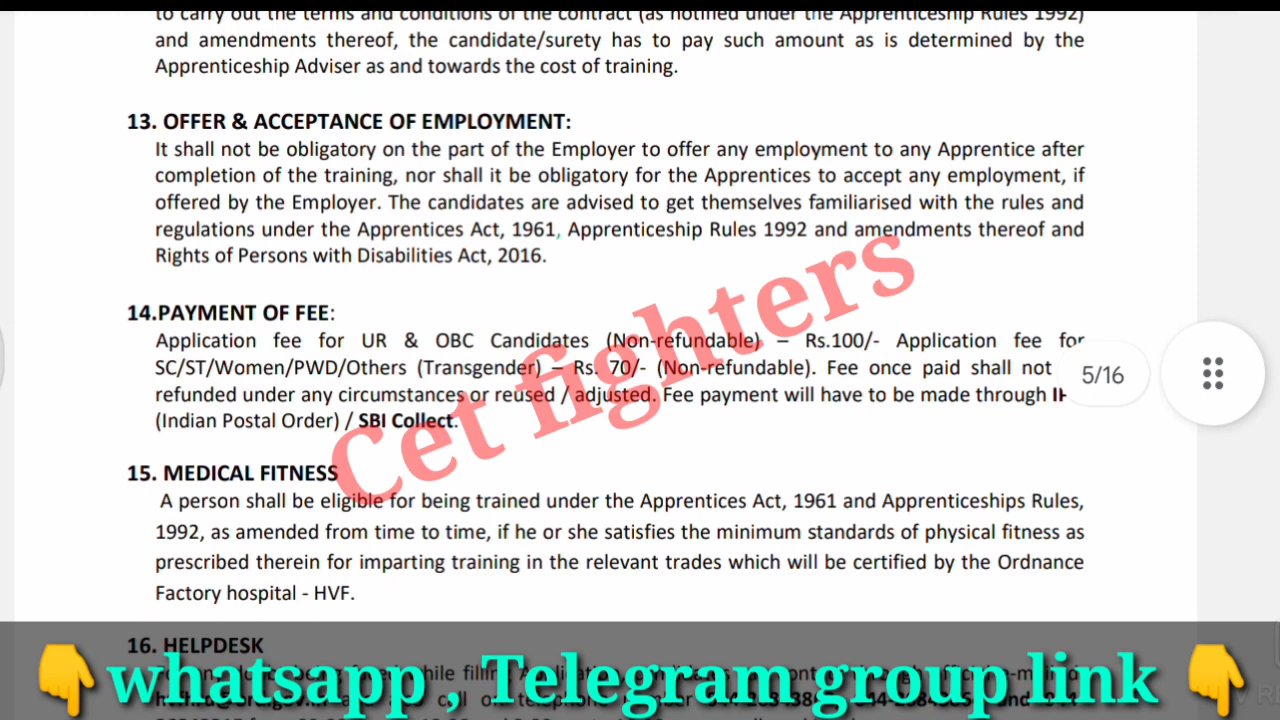 to carry out the terms and conditions of the contract (as notified under the Apprenticeship Rules 1992)
and amendments thereof, the candidate/surety has to pay such amount as is determined by the
Apprenticeship Adviser as and towards the cost of training.
13. OFFER & ACCEPTANCE OF EMPLOYMENT:
It shall not be obligatory on the part of the Employer to offer any employment to any Apprentice after
completion of the training, nor shall it be obligatory for the Apprentices to accept any employment, if
offered by the Employer. The candidates are advised to get themselves familiarised with the rules and
regulations under the Apprentices Act, 1961, Apprenticeship Rules 1992 and amendments thereof and
Rights of Persons with Disabilities Act, 2016.
14.PAYMENT OF FEE:
Application fee for UR & OBC Candidates (Non-refundable) – Rs.100/- Application fee for
SC/ST/Women/PWD/Others (Transgender) – Rs. 70/- (Non-refundable). Fee once paid shall not
5/16
refunded under any circumstances or reused / adjusted. Fee payment will have to be made through
(Indian Postal Order) / SBI Collect.
Cet fighters
15. MEDICAL FITNESS
A person shall be eligible for being trained under the Apprentices Act, 1961 and Apprenticeships Rules,
1992, as amended from time to time, if he or she satisfies the minimum standards of physical fitness as
prescribed therein for imparting training in the relevant trades which will be certified by the Ordnance
Factory hospital - HVF.
16. HELPDESK
👇whatsapp , Telegram group link 👇